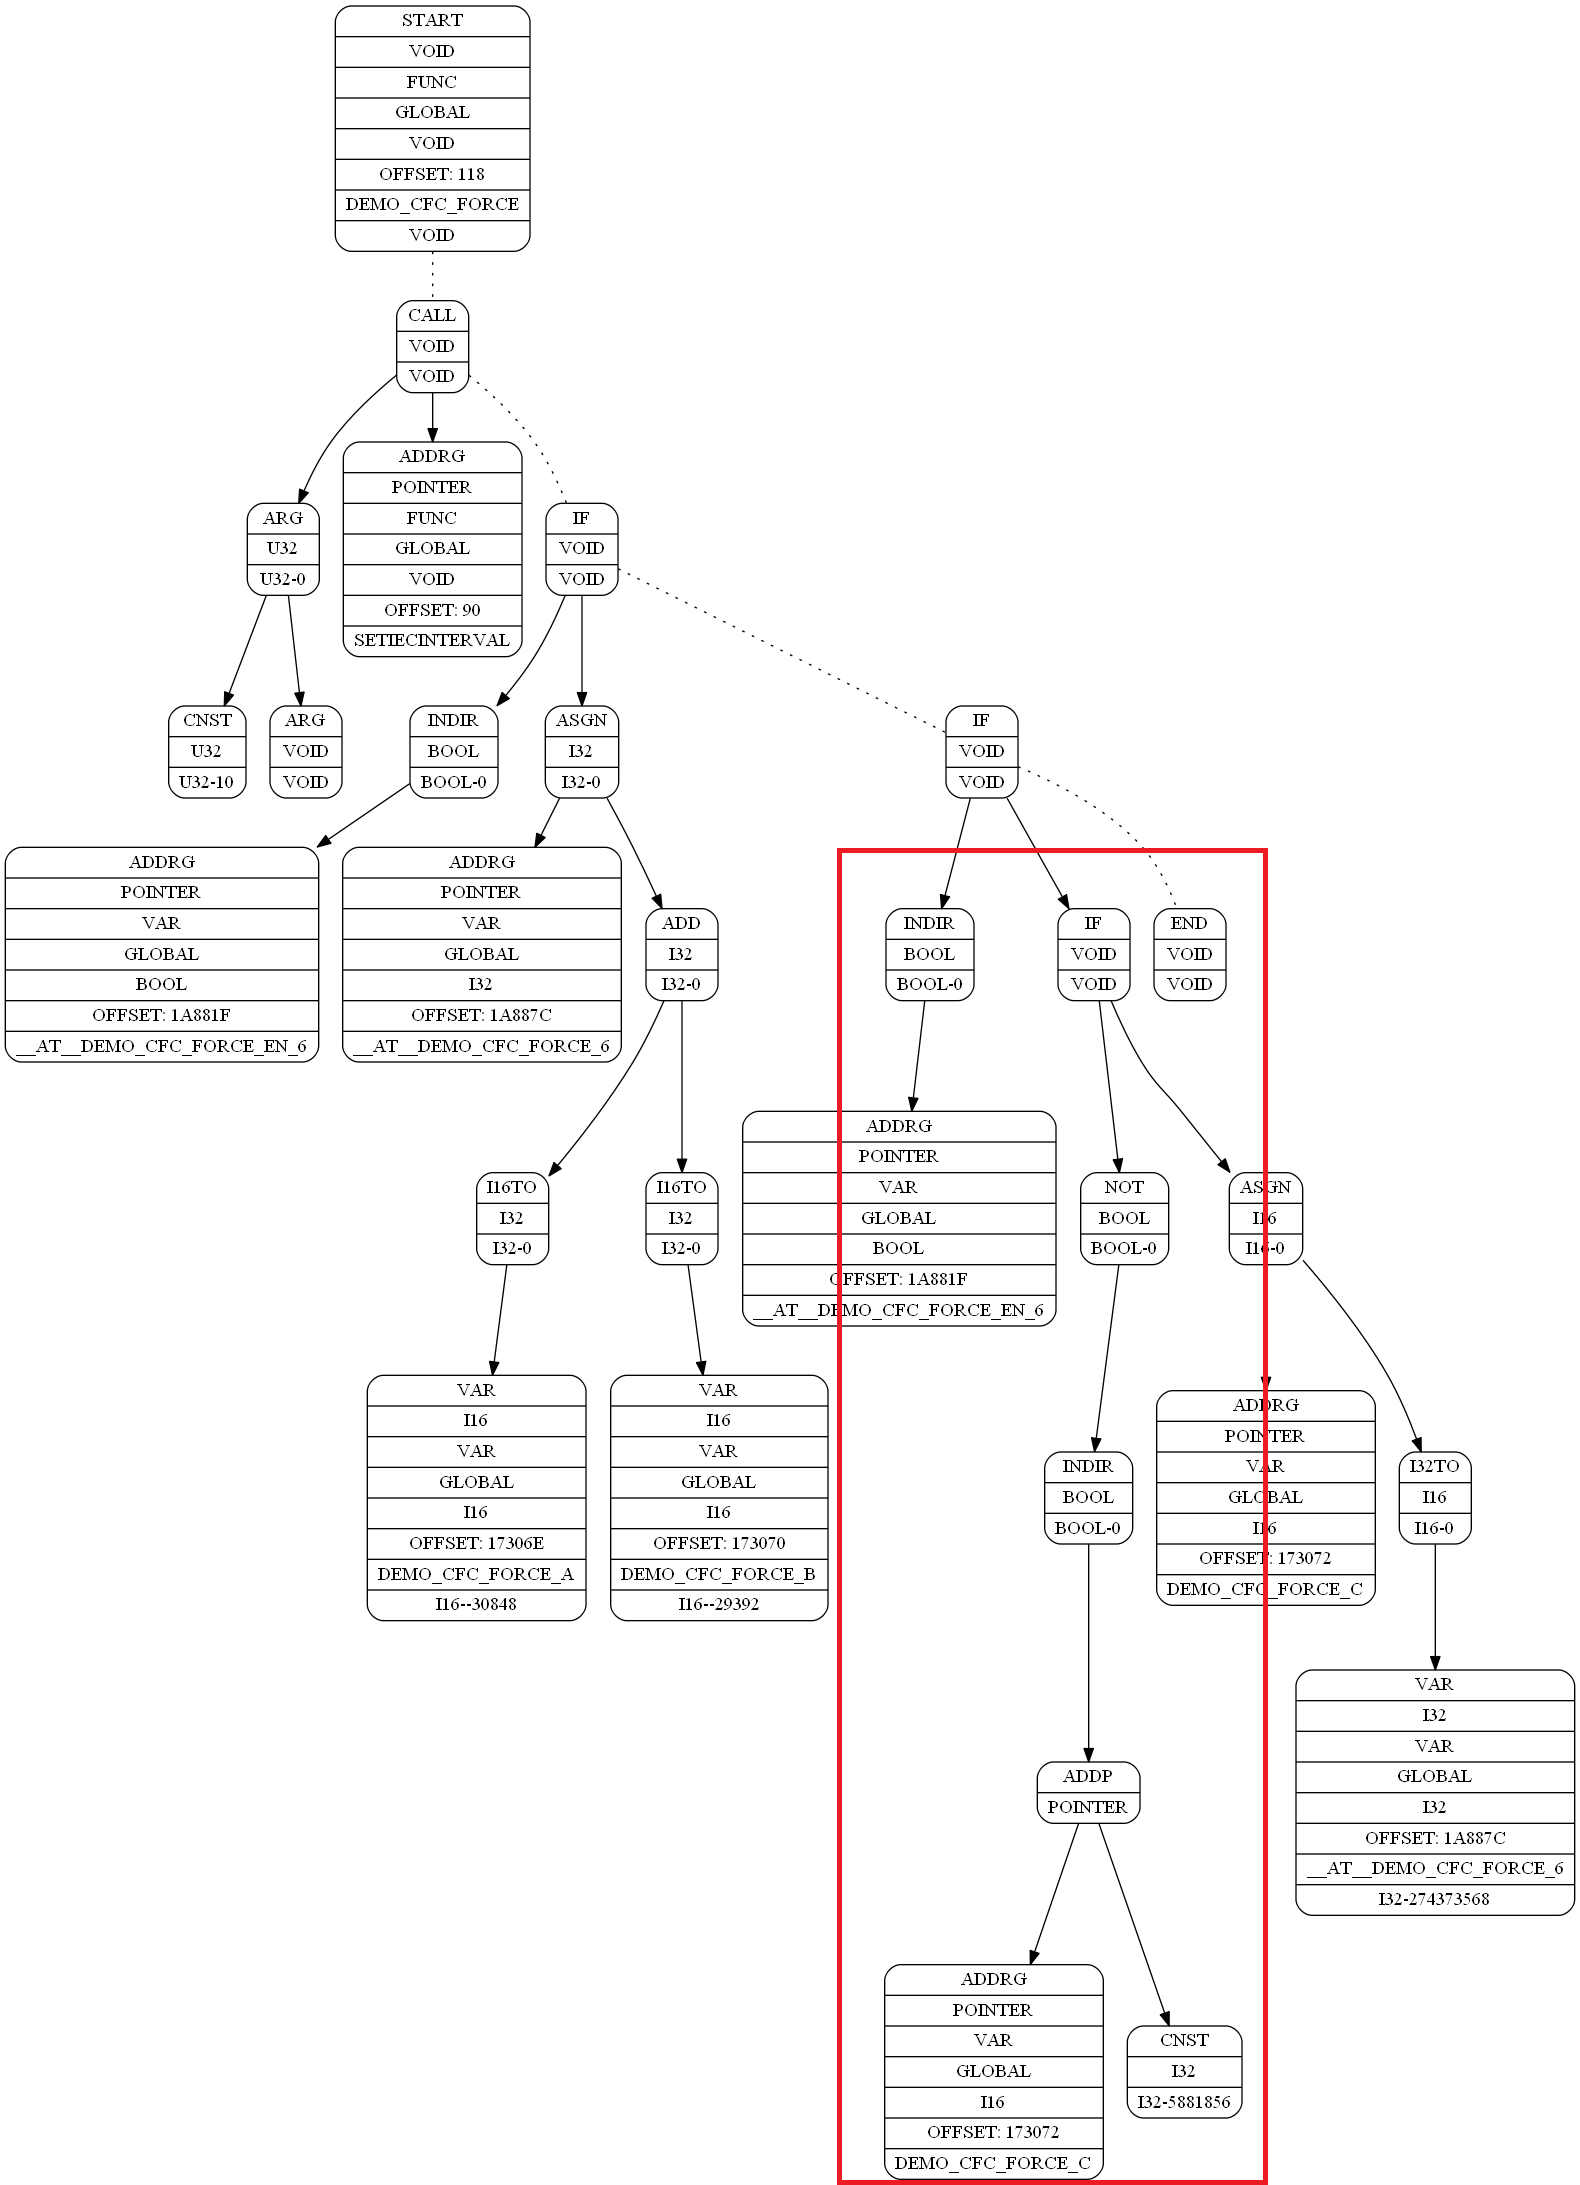 START
VOID
FUNC
GLOBAL
VOID
OFFSET: 118
DEMO_CFC_FORCE
VOID
CALL
VOID
VOID
ARG
U32
U32-0
ADDRG
POINTER
FUNC
GLOBAL
VOID
OFFSET: 90
SETIECINTERVAL
IF
VOID
VOID
CNST
U32
U32-10
ARG
VOID
VOID
INDIR
BOOL
BOOL-0
ASGN
I32
I32-0
IF
VOID
VOID
ADDRG
POINTER
VAR
GLOBAL
BOOL
OFFSET: 1A881F
__AT__DEMO_CFC_FORCE_EN_6
ADDRG
POINTER
VAR
GLOBAL
I32
OFFSET: 1A887C
__AT__DEMO_CFC_FORCE_6
ADD
I32
I32-0
INDIR
BOOL
BOOL-0
IF
VOID
VOID
END
VOID
VOID
I16TO
I32
I32-0
I16TO
I32
I32-0
ADDRG
POINTER
VAR
GLOBAL
BOOL
OFFSET: 1A881F
__AT__DEMO_CFC_FORCE_EN_6
NOT
BOOL
BOOL-0
ASGN
I16
I16-0
VAR
I16
VAR
GLOBAL
I16
OFFSET: 17306E
DEMO_CFC_FORCE_A
I16--30848
VAR
I16
VAR
GLOBAL
I16
OFFSET: 173070
DEMO_CFC_FORCE_B
I16--29392
INDIR
BOOL
BOOL-0
ADDRG
POINTER
VAR
GLOBAL
I16
OFFSET: 173072
DEMO_CFC_FORCE_C
I32TO
I16
I16-0
ADDP
POINTER
VAR
I32
VAR
GLOBAL
I32
OFFSET: 1A887C
__AT__DEMO_CFC_FORCE_6
I32-274373568
ADDRG
POINTER
VAR
GLOBAL
I16
OFFSET: 173072
DEMO_CFC_FORCE_C
CNST
I32
I32-5881856